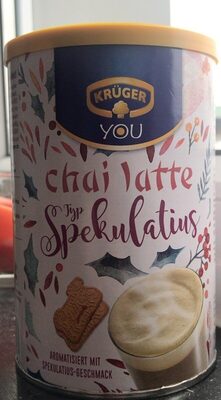 KRÜGER
YOU
chai latte
Typ
Spekulatius
AROMATISIERT MIT
SPEKULATIUS-GESCHMACK